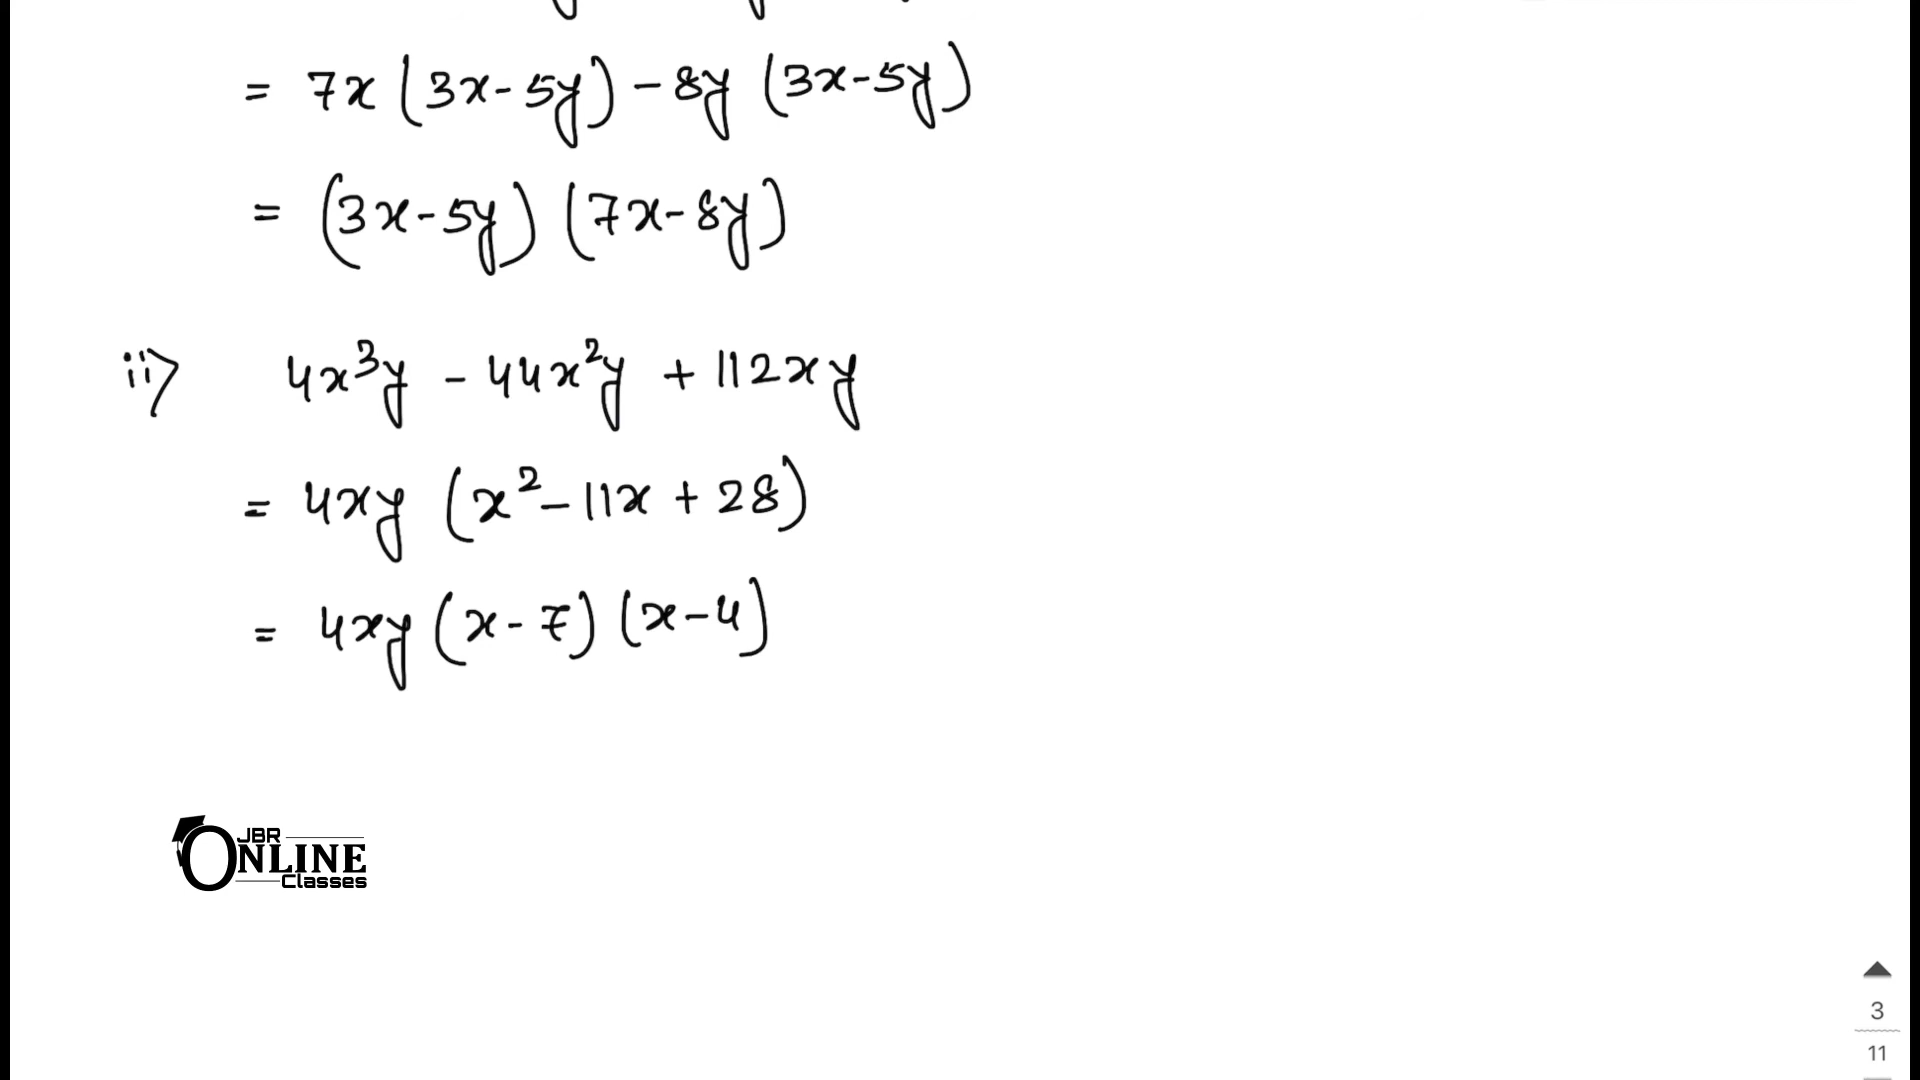 = 7x (3x-5y) - 8y (3x-5y)
= (3x-5y) (7x-8y)
ii> 4x³y - 44x²y + 112xy
= 4xy (x² - 11x + 28)
= 4xy (x-7) (x-4)
JBR
ONLINE
Classes
3
11